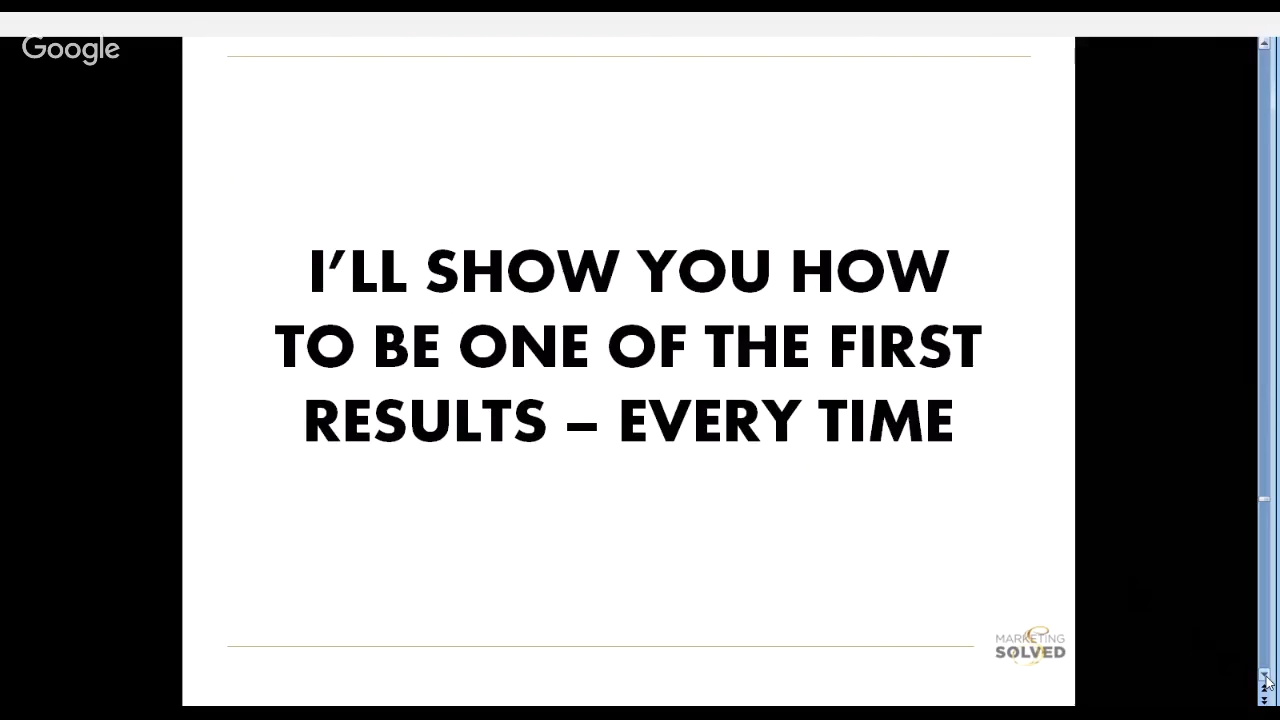 Google
I'LL SHOW YOU HOW
TO BE ONE OF THE FIRST
RESULTS – EVERY TIME
MARKETING
SOLVED